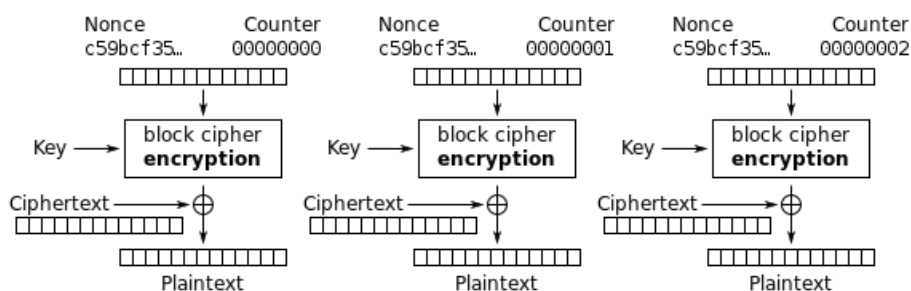 Nonce Counter Nonce Counter Nonce Counter
c59bcf35… 00000000 c59bcf35… 00000001 c59bcf35… 00000002
block cipher block cipher block cipher
Key encryption Key encryption Key encryption
Ciphertext Ciphertext Ciphertext
Plaintext Plaintext Plaintext